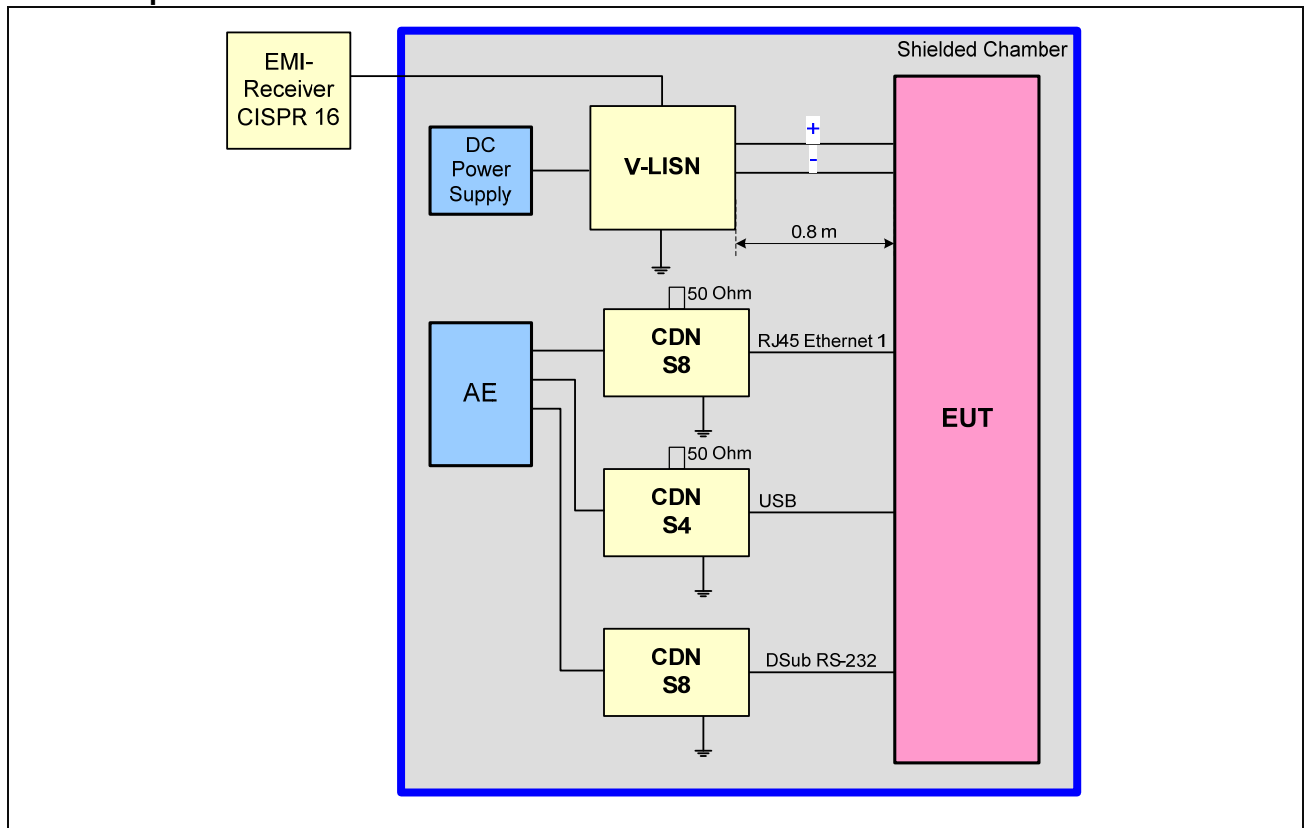 EMI-
Receiver
CISPR 16
Shielded Chamber
DC
Power
Supply
V-LISN
+
-
0.8 m
50 Ohm
CDN
S8
RJ45 Ethernet 1
AE
EUT
50 Ohm
CDN
S4
USB
CDN
S8
DSub RS-232